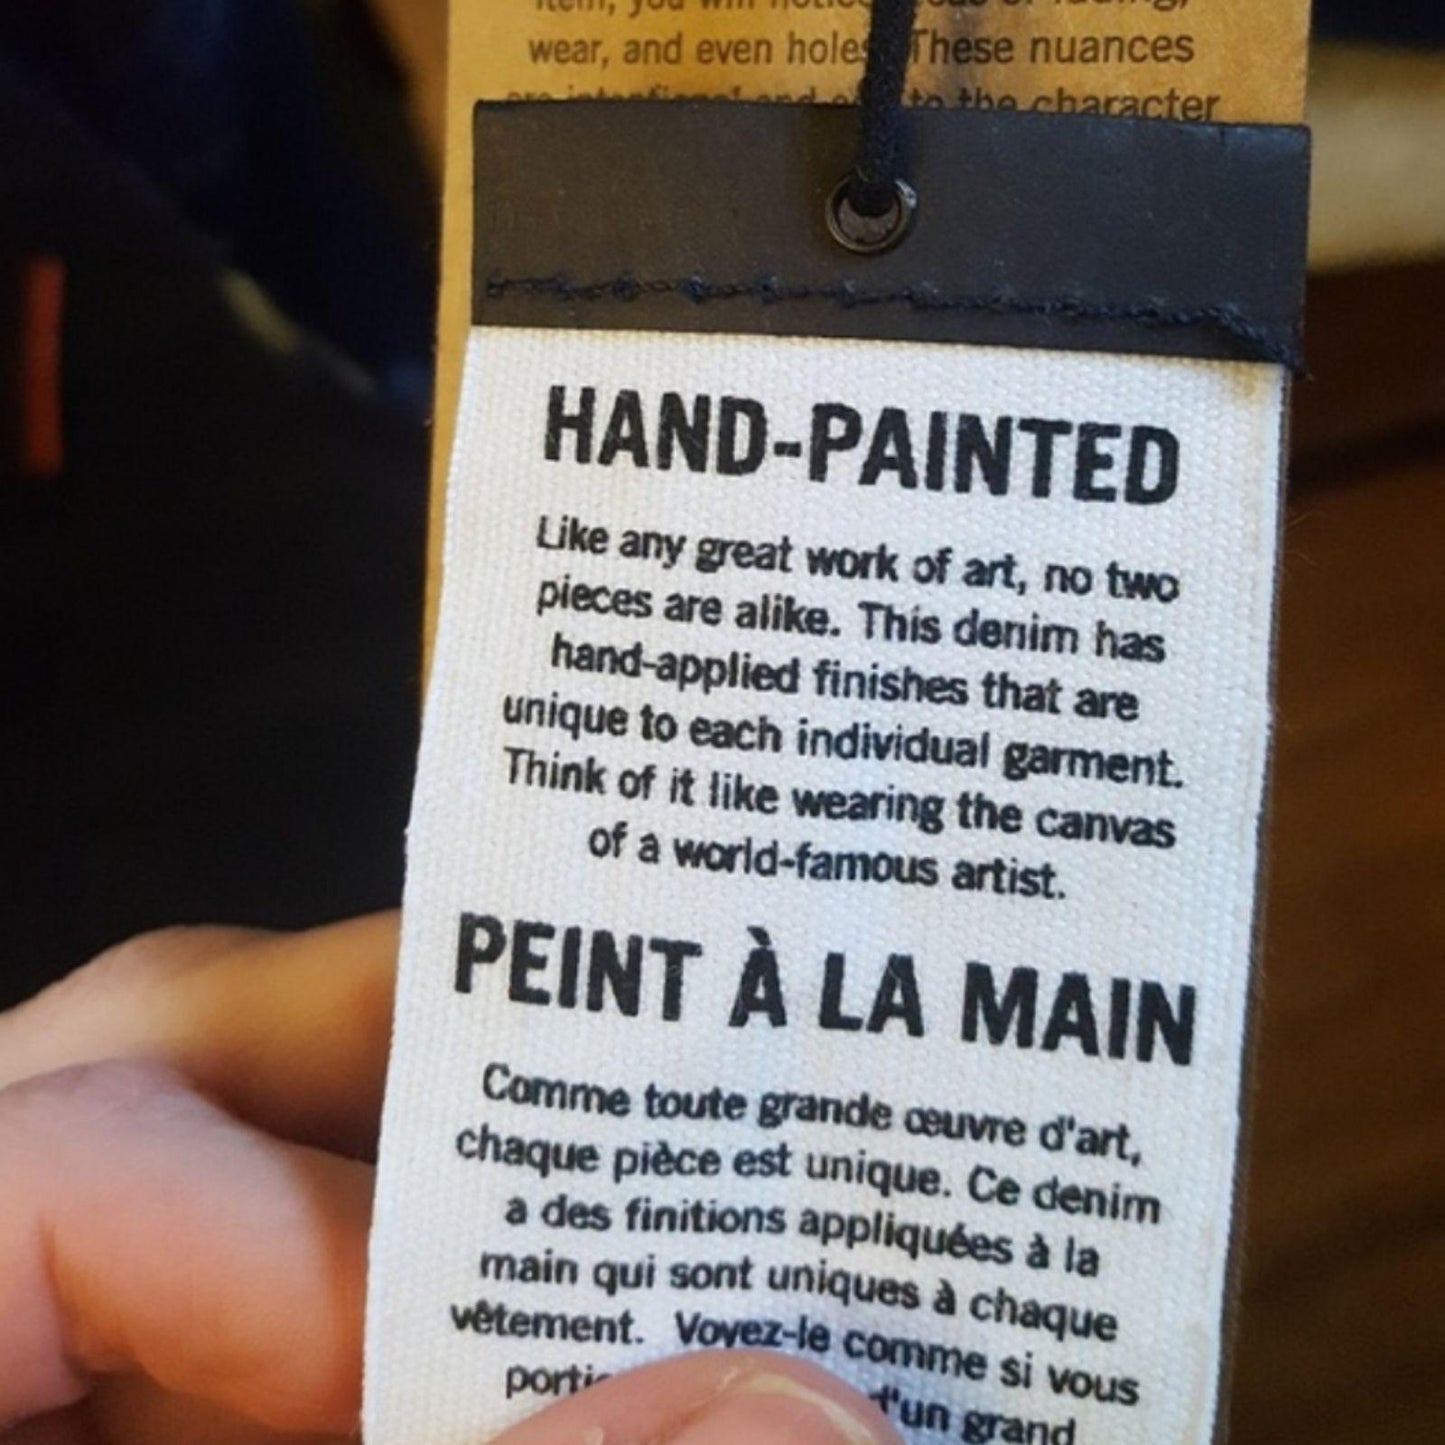 wear, and even holes These nuances
the character
HAND-PAINTED
Like any great work of art, no two
pieces are alike. This denim has
hand-applied finishes that are
unique to each individual garment.
Think of it like wearing the canvas
of a world-famous artist.
PEINT À LA MAIN
Comme toute grande œuvre d'art,
chaque pièce est unique. Ce denim
a des finitions appliquées à la
main qui sont uniques à chaque
vêtement. Voyez-le comme si vous
d'un grand